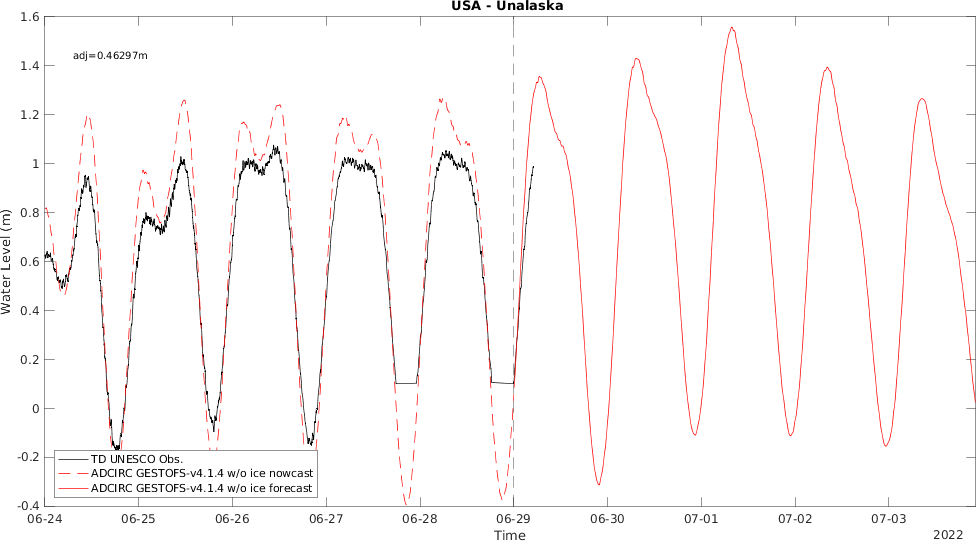 USA - Unalaska
1.6
1.4
adj=0.46297m
1.2
1
0.8
0.6
0.4
0.2
0
-0.2
-0.4
Water Level (m)
TD UNESCO Obs.
ADCIRC GESTOFS-v4.1.4 w/o ice nowcast
ADCIRC GESTOFS-v4.1.4 w/o ice forecast
06-24 06-25 06-26 06-27 06-28 06-29 06-30 07-01 07-02 07-03
Time
2022